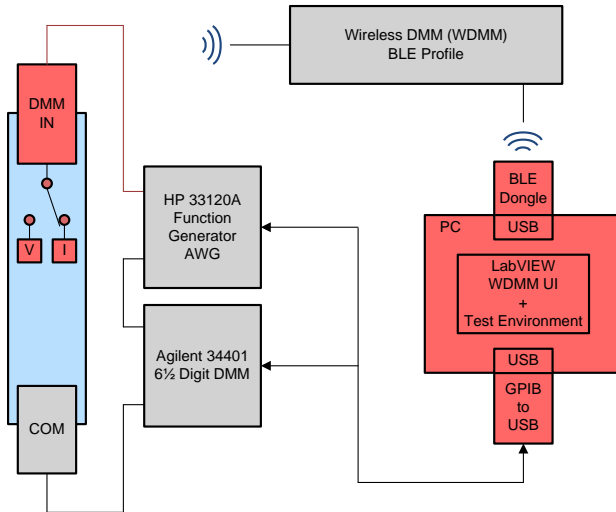 Wireless DMM (WDMM)
BLE Profile
DMM
IN
V
I
COM
HP 33120A
Function
Generator
AWG
Agilent 34401
6½ Digit DMM
BLE
Dongle
USB
PC
LabVIEW
WDMM UI
+
Test Environment
USB
GPIB
to
USB